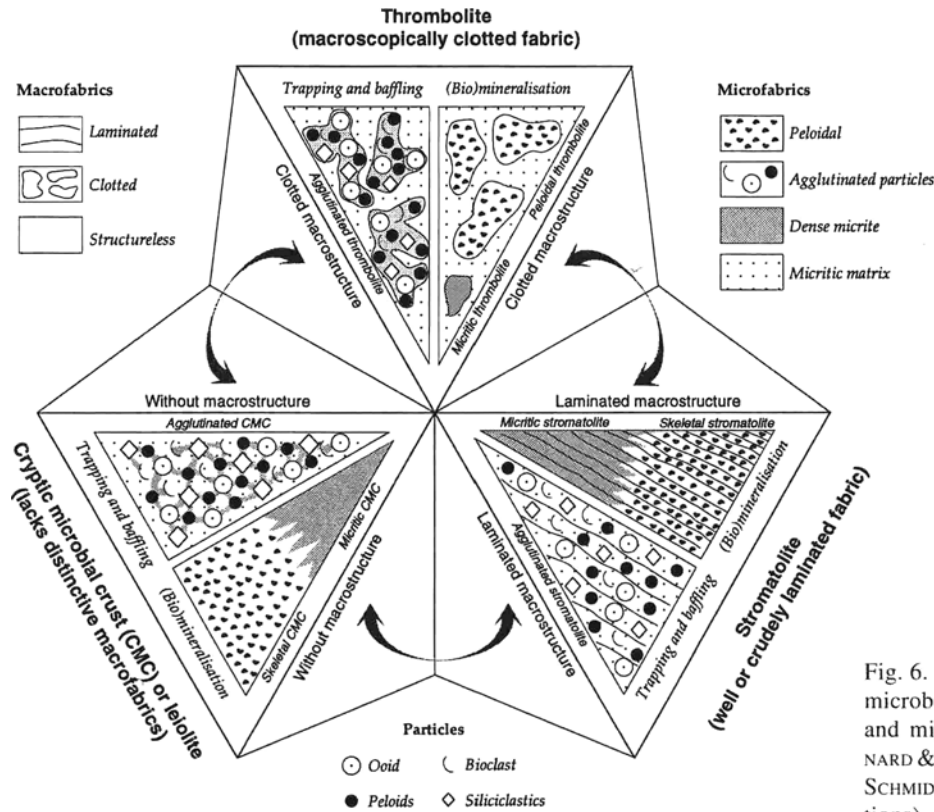 Thrombolite
(macroscopically clotted fabric)
Macrofabrics
Laminated
Clotted
Structureless
Trapping and baffling
(Bio)mineralisation
Agglutinated thrombolite
Clotted macrostructure
Peloidal thrombolite
Micritic thrombolite
Clotted macrostructure
Microfabrics
Peloidal
Agglutinated particles
Dense micrite
Micritic matrix
Without macrostructure
Agglutinated CMC
Trapping and baffling
(Bio)mineralisation
Micritic CMC
Skeletal CMC
Without macrostructure
Cryptic microbial crust (CMC) or leiolite
(lacks distinctive macrofabrics)
Laminated macrostructure
Micritic stromatolite
Skeletal stromatolite
(Bio)mineralisation
Agglutinated stromatolite
Laminated macrostructure
Trapping and baffling
Stromatolite
(well or crudely laminated fabric)
Particles
Ooid
Bioclast
Peloids
Siliciclastics
Fig. 6.
microb
and mi
NARD &
SCHMID